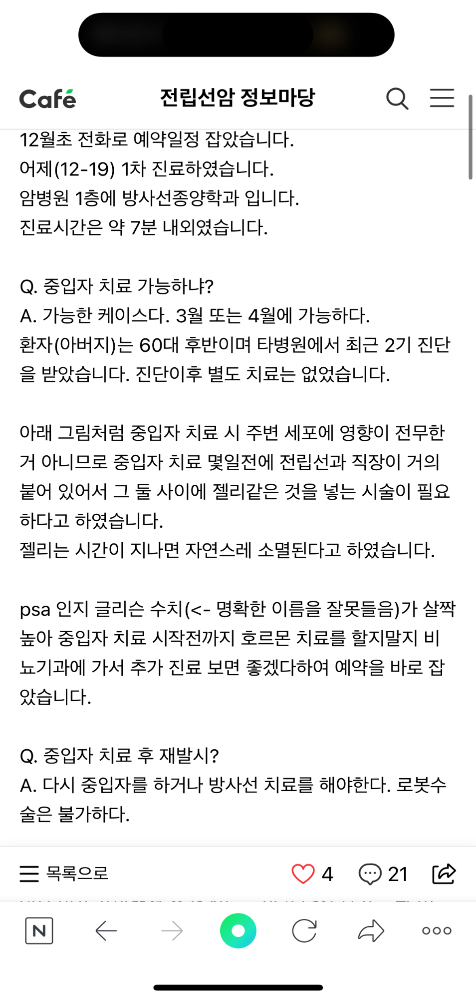 Café
전립선암 정보마당
12월초 전화로 예약일정 잡았습니다.
어제(12-19) 1차 진료하였습니다.
암병원 1층에 방사선종양학과 입니다.
진료시간은 약 7분 내외였습니다.
Q. 중입자 치료 가능하냐?
A. 가능한 케이스다. 3월 또는 4월에 가능하다.
환자(아버지)는 60대 후반이며 타병원에서 최근 2기 진단
을 받았습니다. 진단이후 별도 치료는 없었습니다.
아래 그림처럼 중입자 치료 시 주변 세포에 영향이 전무한
거 아니므로 중입자 치료 몇일전에 전립선과 직장이 거의
붙어 있어서 그 둘 사이에 젤리같은 것을 넣는 시술이 필요
하다고 하였습니다.
젤리는 시간이 지나면 자연스레 소멸된다고 하였습니다.
psa 인지 글리슨 수치(<- 명확한 이름을 잘못들음)가 살짝
높아 중입자 치료 시작전까지 호르몬 치료를 할지말지 비
뇨기과에 가서 추가 진료 보면 좋겠다하여 예약을 바로 잡
았습니다.
Q. 중입자 치료 후 재발시?
A. 다시 중입자를 하거나 방사선 치료를 해야한다. 로봇수
술은 불가하다.
목록으로
4
21
N